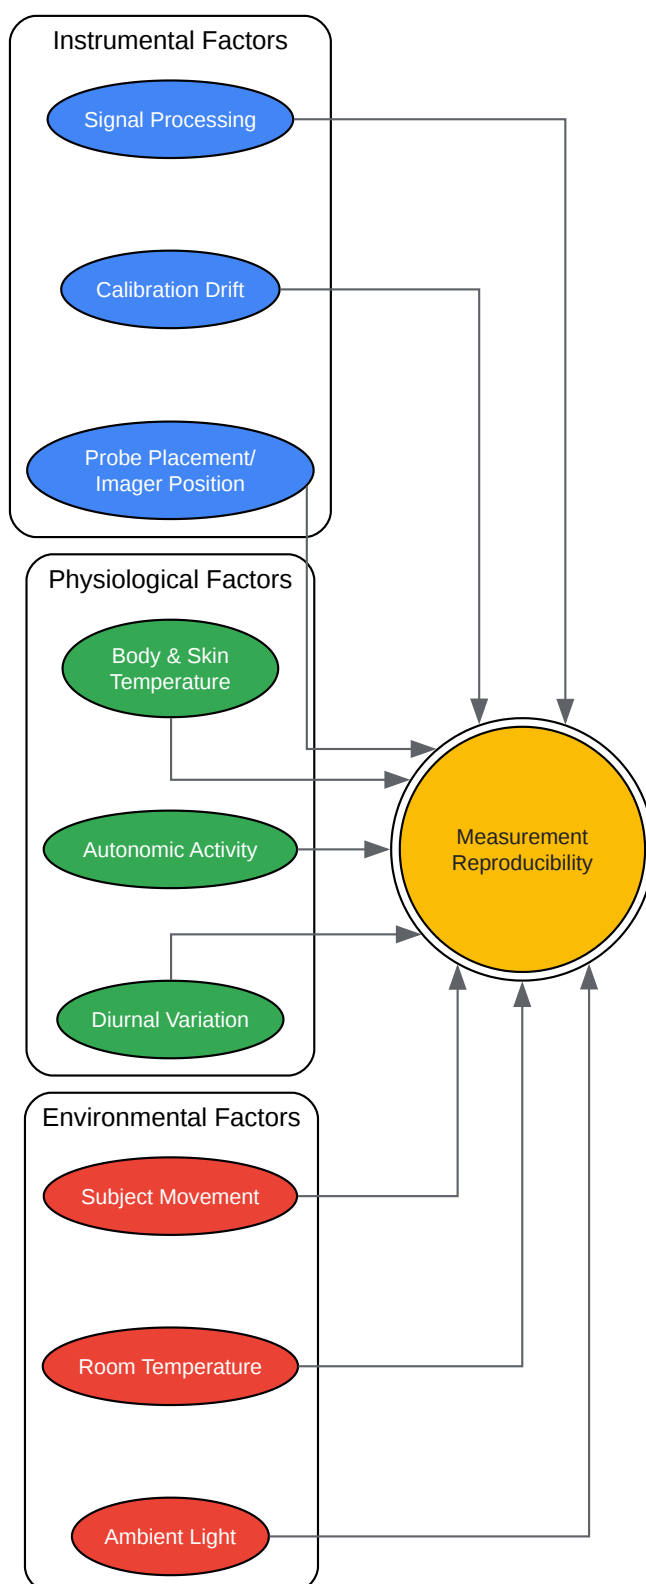 Instrumental Factors
Signal Processing
Calibration Drift
Probe Placement/
Imager Position
Physiological Factors
Body & Skin
Temperature
Autonomic Activity
Diurnal Variation
Measurement
Reproducibility
Environmental Factors
Subject Movement
Room Temperature
Ambient Light